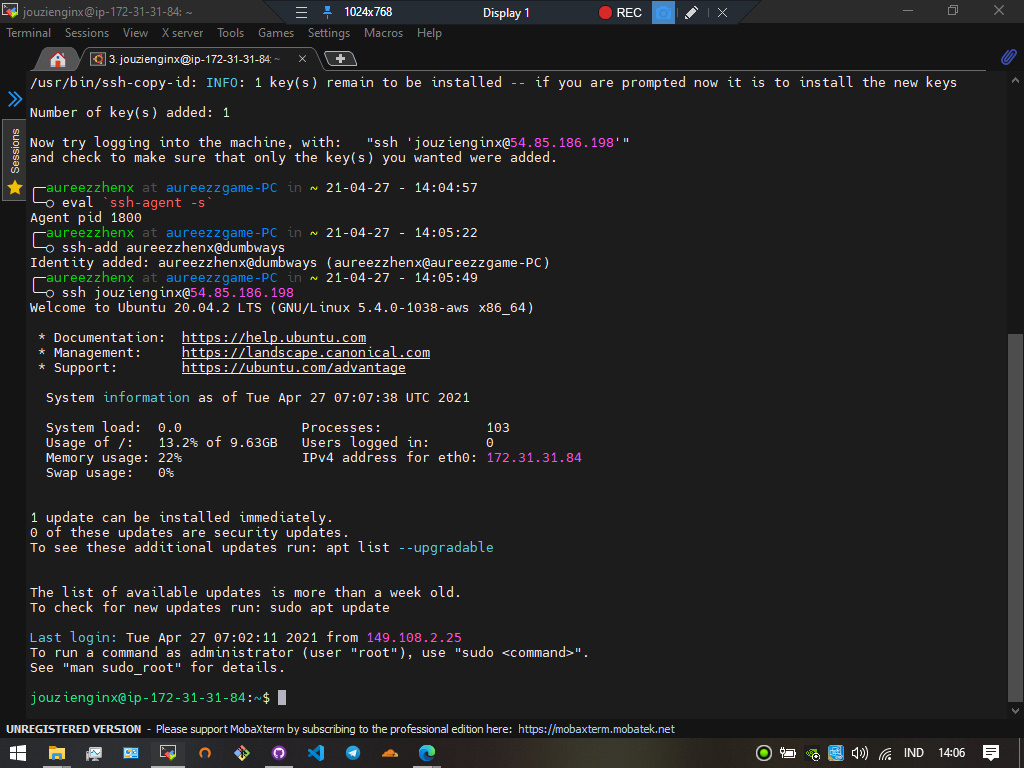 jouzienginx@ip-172-31-31-84: ~
1024x768
Display 1
REC
Terminal Sessions View X server Tools Games Settings Macros Help
3. jouzienginx@ip-172-31-31-84: ~
Sessions
/usr/bin/ssh-copy-id: INFO: 1 key(s) remain to be installed -- if you are prompted now it is to install the new keys
Number of key(s) added: 1
Now try logging into the machine, with:   "ssh 'jouzienginx@54.85.186.198'"
and check to make sure that only the key(s) you wanted were added.
aureezzhenx at aureezzgame-PC in ~ 21-04-27 - 14:04:57
eval `ssh-agent -s`
Agent pid 1800
aureezzhenx at aureezzgame-PC in ~ 21-04-27 - 14:05:22
ssh-add aureezzhenx@dumbways
Identity added: aureezzhenx@dumbways (aureezzhenx@aureezzgame-PC)
aureezzhenx at aureezzgame-PC in ~ 21-04-27 - 14:05:49
ssh jouzienginx@54.85.186.198
Welcome to Ubuntu 20.04.2 LTS (GNU/Linux 5.4.0-1038-aws x86_64)
* Documentation:  https://help.ubuntu.com
* Management:     https://landscape.canonical.com
* Support:        https://ubuntu.com/advantage
System information as of Tue Apr 27 07:07:38 UTC 2021
System load:  0.0               Processes:             103
Usage of /:   13.2% of 9.63GB   Users logged in:       0
Memory usage: 22%               IPv4 address for eth0: 172.31.31.84
Swap usage:   0%
1 update can be installed immediately.
0 of these updates are security updates.
To see these additional updates run: apt list --upgradable
The list of available updates is more than a week old.
To check for new updates run: sudo apt update
Last login: Tue Apr 27 07:02:11 2021 from 149.108.2.25
To run a command as administrator (user "root"), use "sudo <command>".
See "man sudo_root" for details.
jouzienginx@ip-172-31-31-84:~$
UNREGISTERED VERSION - Please support MobaXterm by subscribing to the professional edition here: https://mobaxterm.mobatek.net
IND 14:06